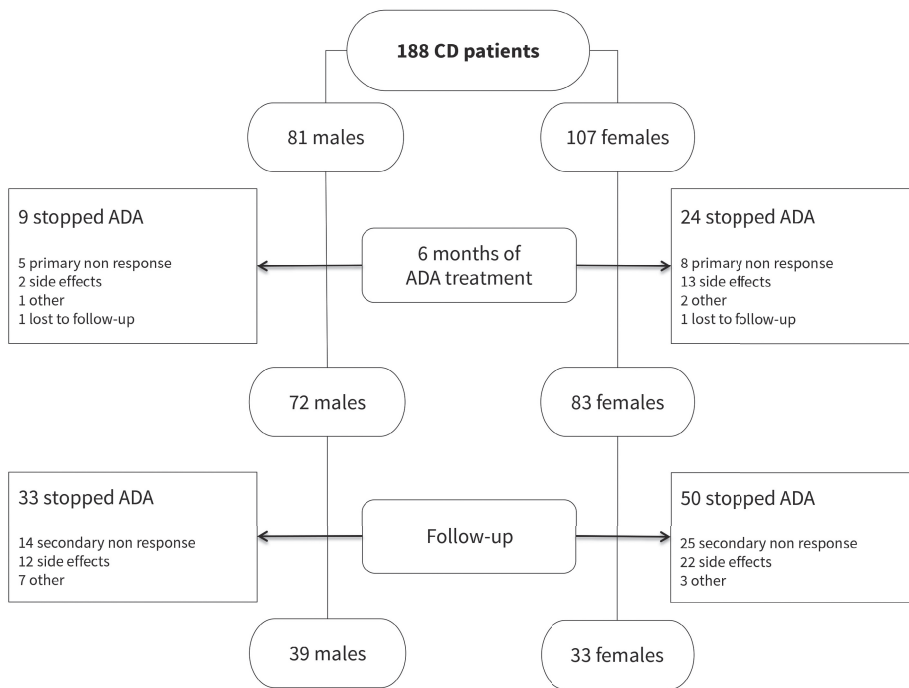 188 CD patients
81 males
107 females
9 stopped ADA
5 primary non response
2 side effects
1 other
1 lost to follow-up
6 months of
ADA treatment
24 stopped ADA
8 primary non response
13 side effects
2 other
1 lost to follow-up
72 males
83 females
33 stopped ADA
14 secondary non response
12 side effects
7 other
Follow-up
50 stopped ADA
25 secondary non response
22 side effects
3 other
39 males
33 females